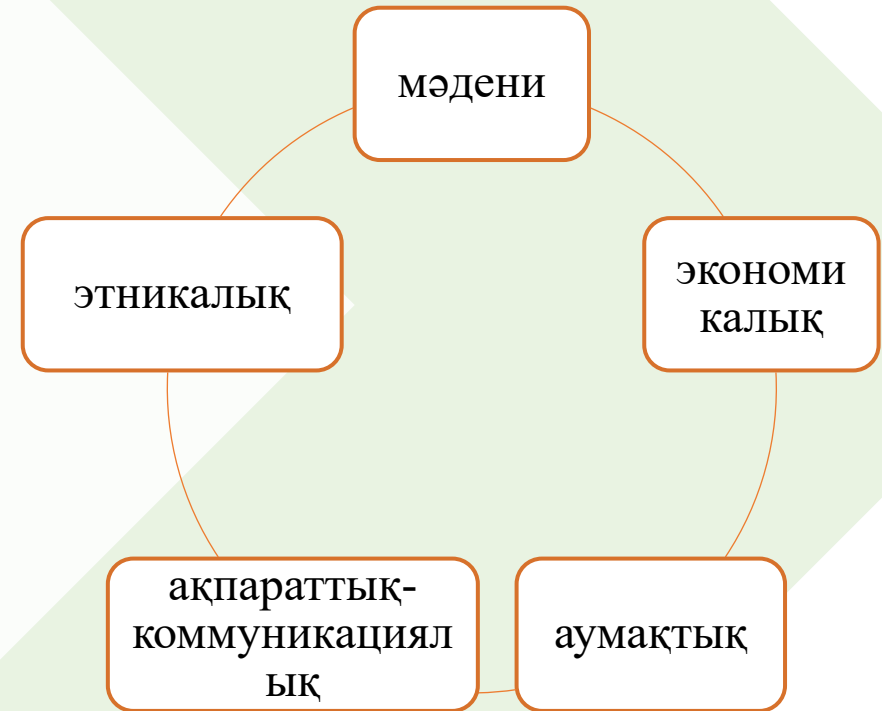 мәдени
этникалық
экономи
калық
ақпараттық-
коммуникациял
ық
аумақтық